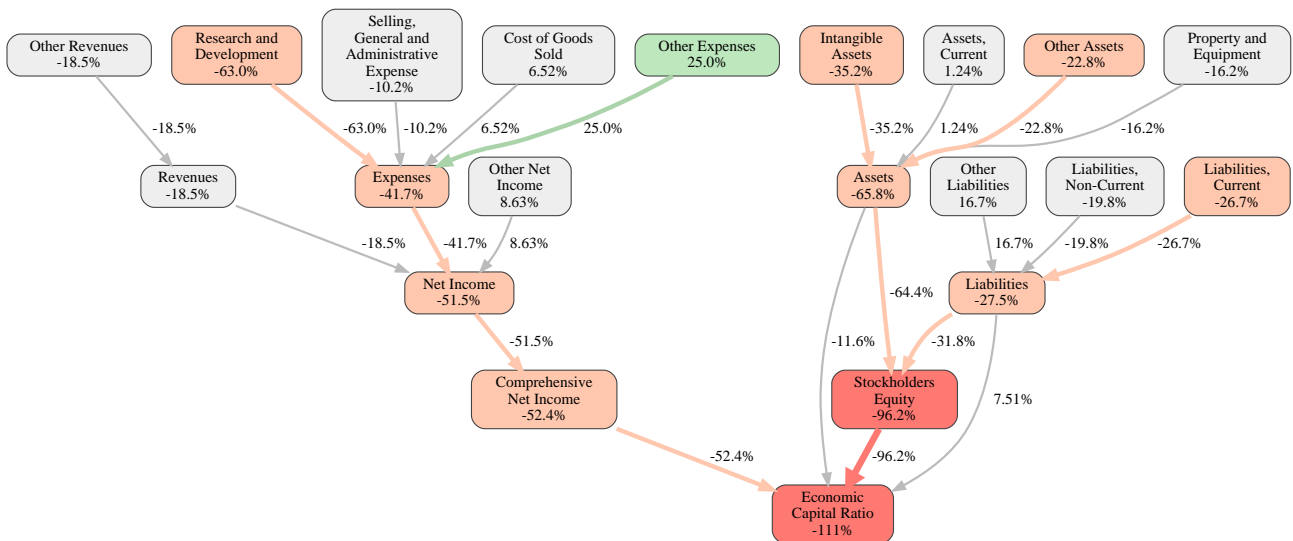 Other Revenues
-18.5%
Research and
Development
-63.0%
Selling,
General and
Administrative
Expense
-10.2%
Cost of Goods
Sold
6.52%
Other Expenses
25.0%
Intangible
Assets
-35.2%
Assets,
Current
1.24%
Other Assets
-22.8%
Property and
Equipment
-16.2%
-18.5%
-63.0%
-10.2%
6.52%
25.0%
-35.2%
1.24%
-22.8%
-16.2%
Revenues
-18.5%
Expenses
-41.7%
Other Net
Income
8.63%
Assets
-65.8%
Other
Liabilities
16.7%
Liabilities,
Non-Current
-19.8%
Liabilities,
Current
-26.7%
-18.5%
-41.7%
8.63%
16.7%
-19.8%
-26.7%
Net Income
-51.5%
-64.4%
Liabilities
-27.5%
-51.5%
-11.6%
-31.8%
Comprehensive
Net Income
-52.4%
Stockholders
Equity
-96.2%
7.51%
-52.4%
-96.2%
Economic
Capital Ratio
-111%